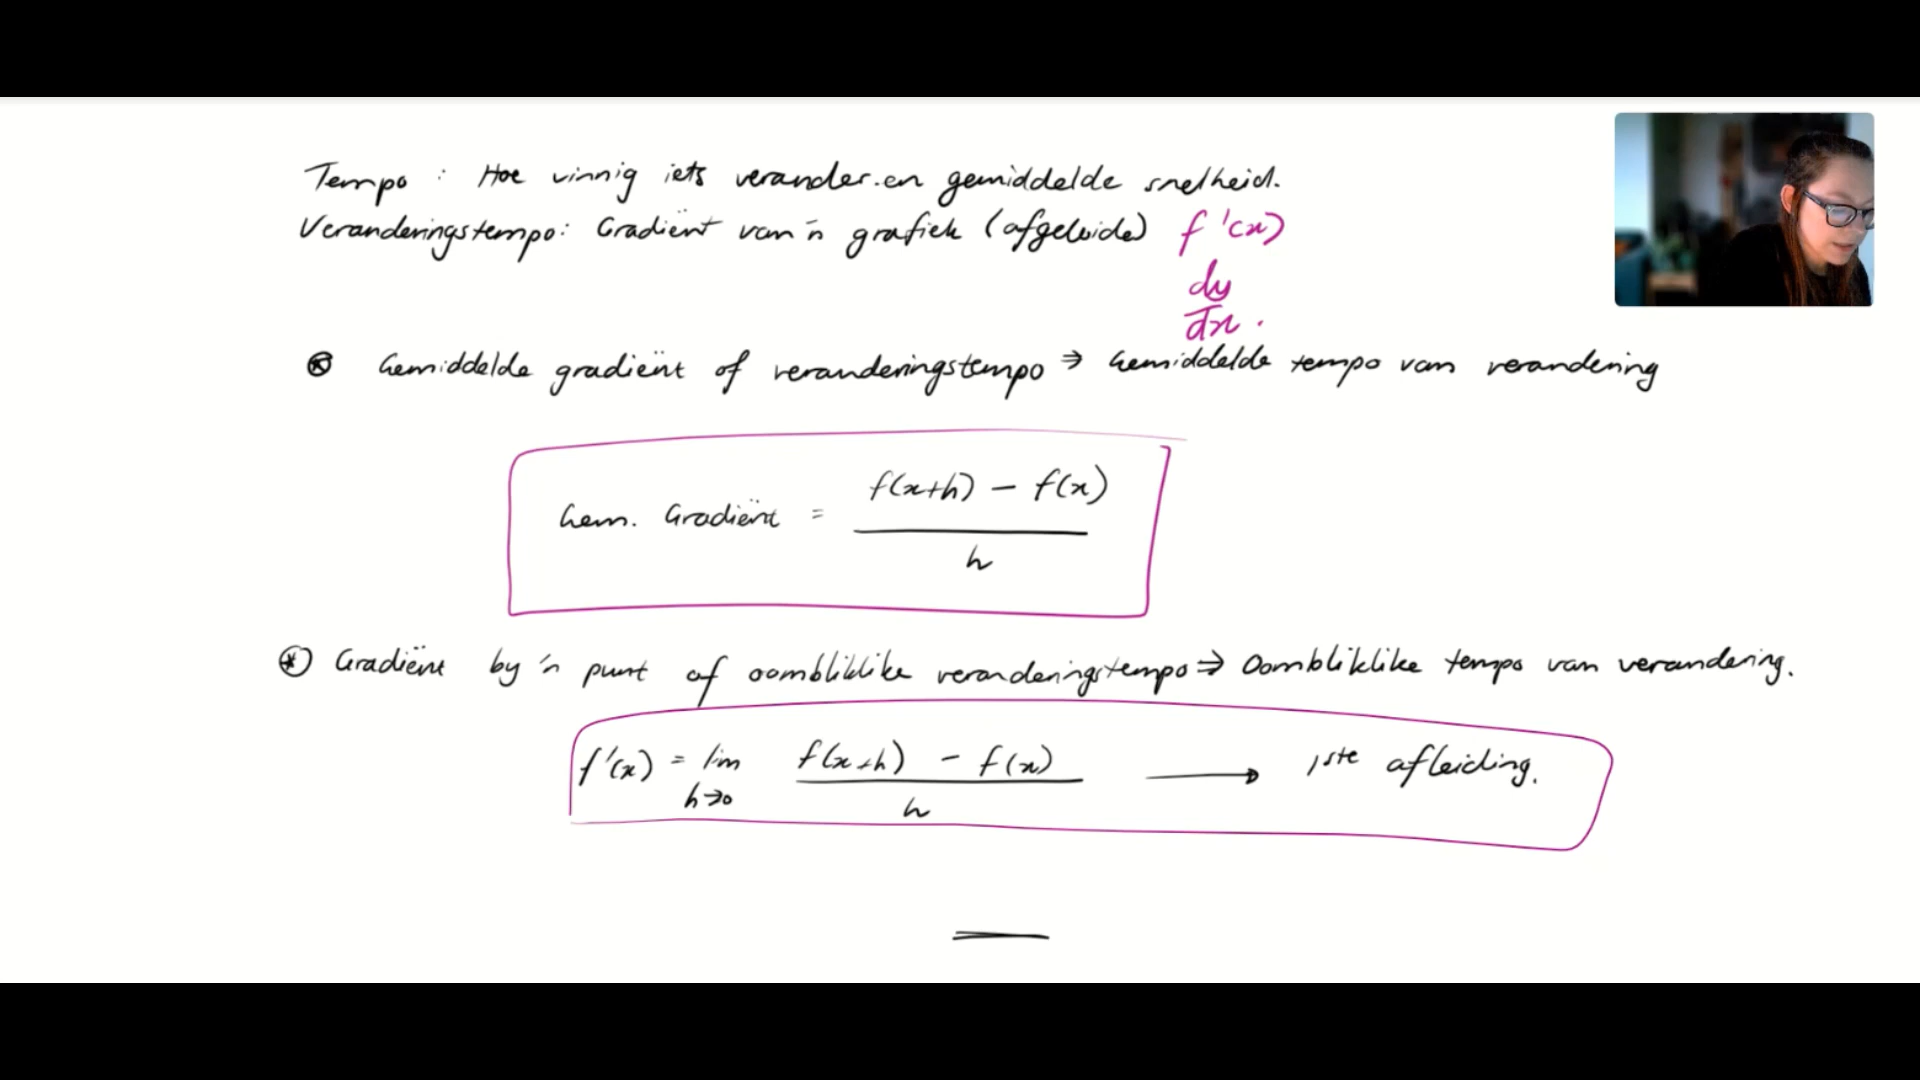 Tempo : Hoe vinnig iets verander.en gemiddelde snelheid.
Veranderingstempo: Gradiënt van 'n grafiek (afgeleide) f'(x)
dy
dx .
⊛ Gemiddelde gradiënt of veranderingstempo ⇒ Gemiddelde tempo van verandering
f(x+h) − f(x)
Gem. Gradiënt =
h
⊛ Gradiënt by 'n punt of oombliklike veranderingstempo ⇒ Oombliklike tempo van verandering.
f'(x) = lim f(x+h) − f(x) → 1ste afleiding.
h→0 h